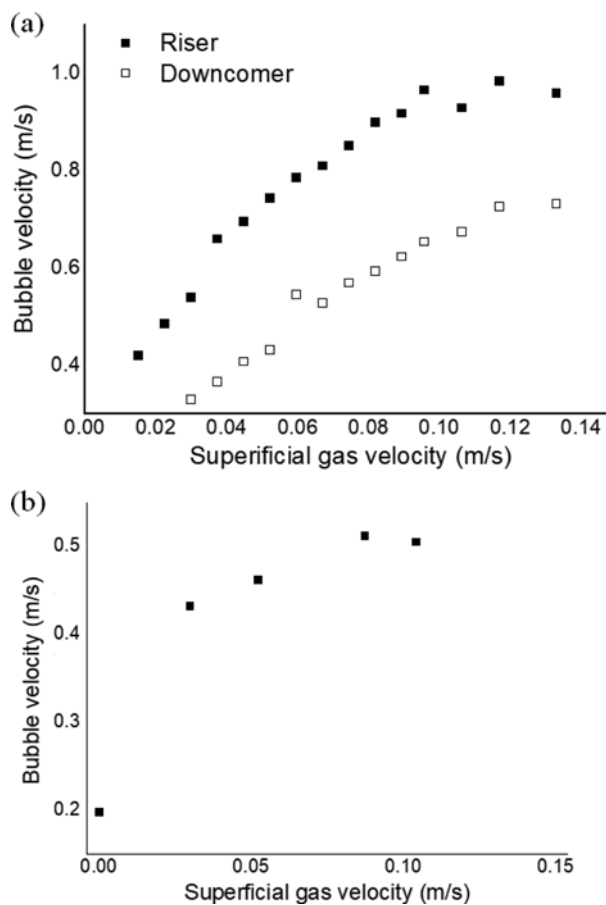 (a)
Riser
Downcomer
1.0
0.8
0.6
0.4
Bubble velocity (m/s)
0.00 0.02 0.04 0.06 0.08 0.10 0.12 0.14
Superificial gas velocity (m/s)
(b)
0.5
0.4
0.3
0.2
Bubble velocity (m/s)
0.00 0.05 0.10 0.15
Superficial gas velocity (m/s)